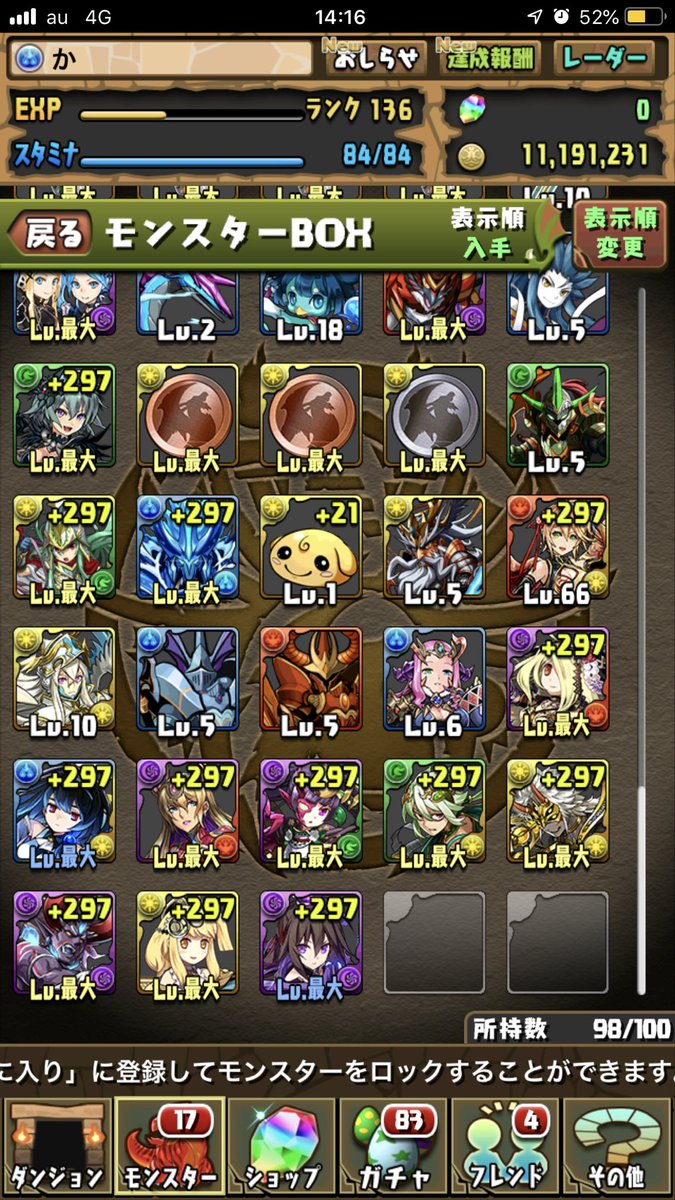 au 4G 14:16 52%
か New おしらせ New 達成報酬 レーダー
EXP ランク 136 0
スタミナ 84/84 11,191,231
Lv.最大 Lv.最大 Lv.最大 Lv.最大 Lv.10
戻る モンスターBOX 表示順 入手 表示順 変更
Lv.最大 Lv.2 Lv.18 Lv.最大 Lv.5
+297
Lv.最大 Lv.最大 Lv.最大 Lv.最大 Lv.5
+297 +297 +21 +297
Lv.最大 Lv.最大 Lv.1 Lv.5 Lv.66
+297
Lv.10 Lv.5 Lv.5 Lv.6 Lv.最大
+297 +297 +297 +297 +297
Lv.最大 Lv.最大 Lv.最大 Lv.最大 Lv.最大
+297 +297 +297
Lv.最大 Lv.最大 Lv.最大
所持数 98/100
に入り」に登録してモンスターをロックすることができます。
17 83 4
ダンジョン モンスター ショップ ガチャ フレンド その他